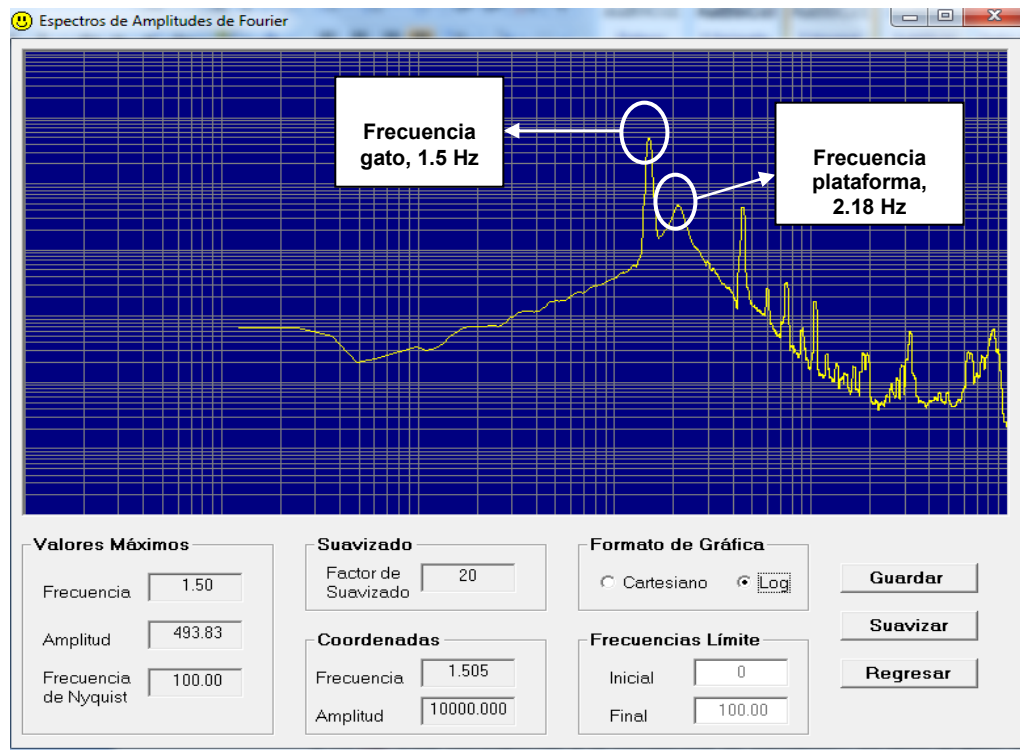 Espectros de Amplitudes de Fourier
Frecuencia
gato, 1.5 Hz
Frecuencia
plataforma,
2.18 Hz
Valores Máximos
Frecuencia 1.50
Amplitud 493.83
Frecuencia
de Nyquist 100.00
Suavizado
Factor de
Suavizado 20
Coordenadas
Frecuencia 1.505
Amplitud 10000.000
Formato de Gráfica
Cartesiano Log
Frecuencias Límite
Inicial 0
Final 100.00
Guardar
Suavizar
Regresar